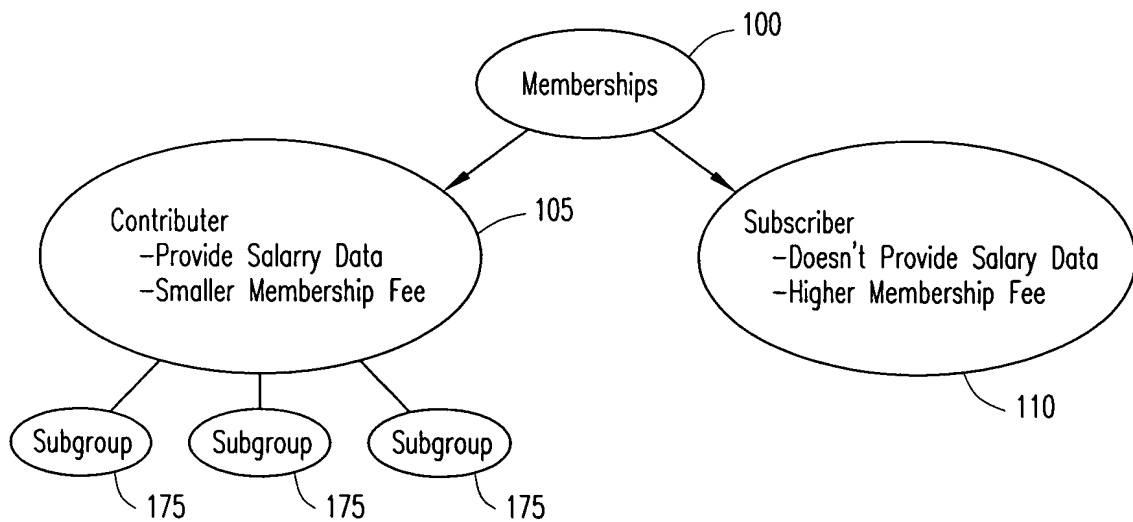 100
Memberships
Contributer
-Provide Salarry Data
-Smaller Membership Fee
105
Subscriber
-Doesn't Provide Salary Data
-Higher Membership Fee
110
Subgroup
Subgroup
Subgroup
175
175
175